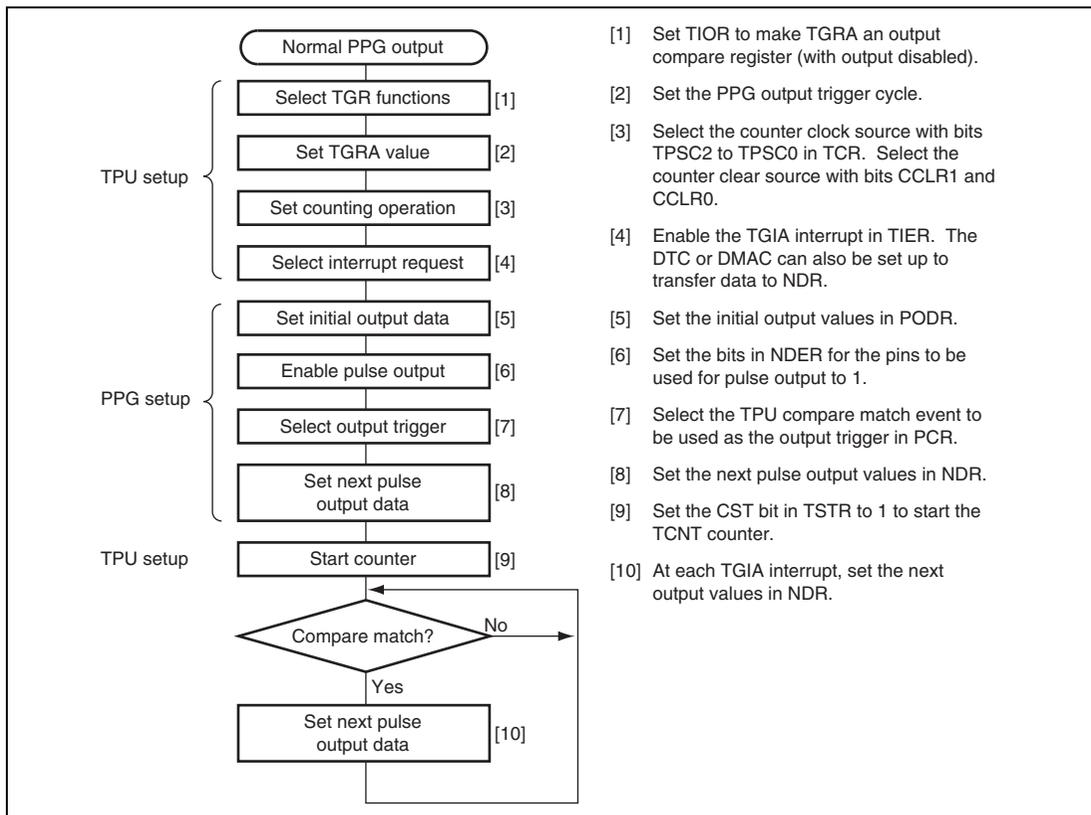 Normal PPG output
Select TGR functions [1]
Set TGRA value [2]
TPU setup
Set counting operation [3]
Select interrupt request [4]
Set initial output data [5]
Enable pulse output [6]
PPG setup
Select output trigger [7]
Set next pulse
output data [8]
TPU setup
Start counter [9]
Compare match?
No
Yes
Set next pulse
output data [10]
[1] Set TIOR to make TGRA an output
compare register (with output disabled).
[2] Set the PPG output trigger cycle.
[3] Select the counter clock source with bits
TPSC2 to TPSC0 in TCR. Select the
counter clear source with bits CCLR1 and
CCLR0.
[4] Enable the TGIA interrupt in TIER. The
DTC or DMAC can also be set up to
transfer data to NDR.
[5] Set the initial output values in PODR.
[6] Set the bits in NDER for the pins to be
used for pulse output to 1.
[7] Select the TPU compare match event to
be used as the output trigger in PCR.
[8] Set the next pulse output values in NDR.
[9] Set the CST bit in TSTR to 1 to start the
TCNT counter.
[10] At each TGIA interrupt, set the next
output values in NDR.